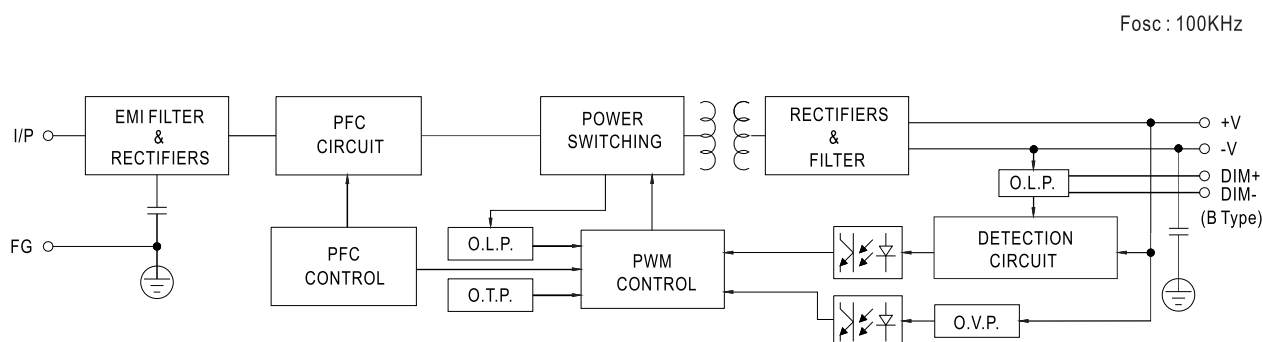 Fosc : 100KHz
I/P
EMI FILTER
&
RECTIFIERS
PFC
CIRCUIT
POWER
SWITCHING
RECTIFIERS
&
FILTER
+V
-V
DIM+
DIM-
(B Type)
O.L.P.
FG
PFC
CONTROL
O.L.P.
O.T.P.
PWM
CONTROL
DETECTION
CIRCUIT
O.V.P.